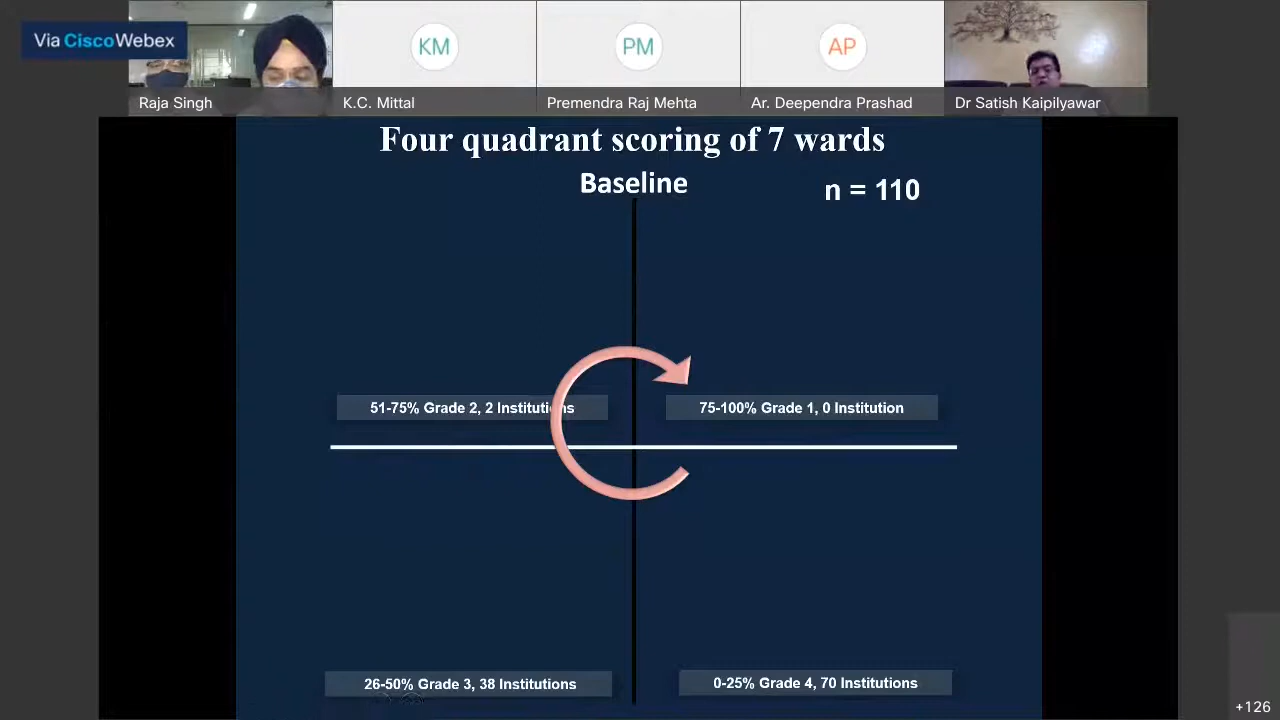 Via CiscoWebex
KM
PM
AP
Raja Singh
K.C. Mittal
Premendra Raj Mehta
Ar. Deependra Prashad
Dr Satish Kaipilyawar
Four quadrant scoring of 7 wards
Baseline
n = 110
51-75% Grade 2, 2 Institutions
75-100% Grade 1, 0 Institution
26-50% Grade 3, 38 Institutions
0-25% Grade 4, 70 Institutions
+126